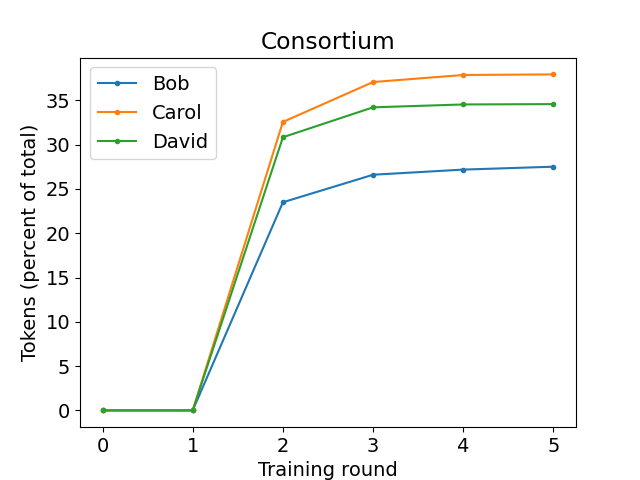 Consortium
Bob
Carol
David
Tokens (percent of total)
35
30
25
20
15
10
5
0
0 1 2 3 4 5
Training round